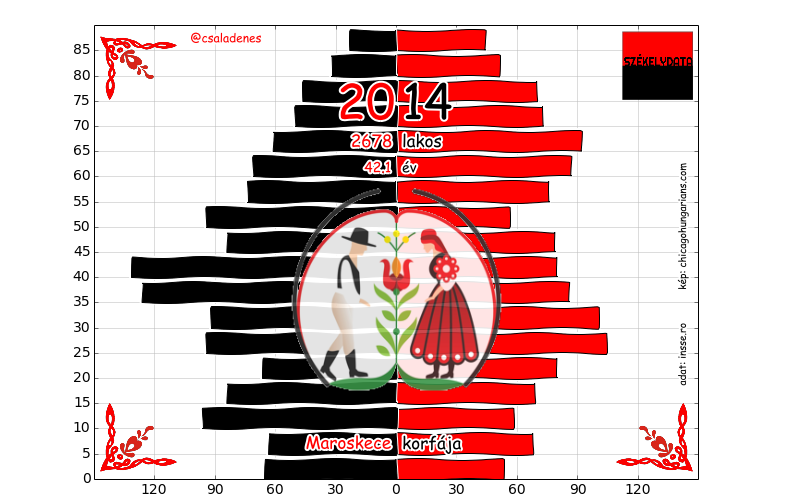 @csaladenes
SZÉKELYDATA
2014
2678 lakos
42,1 év
kép: chicagohungarians.com
adat: insse.ro
Maroskece korfája
85
80
75
70
65
60
55
50
45
40
35
30
25
20
15
10
5
0
120 90 60 30 0 30 60 90 120